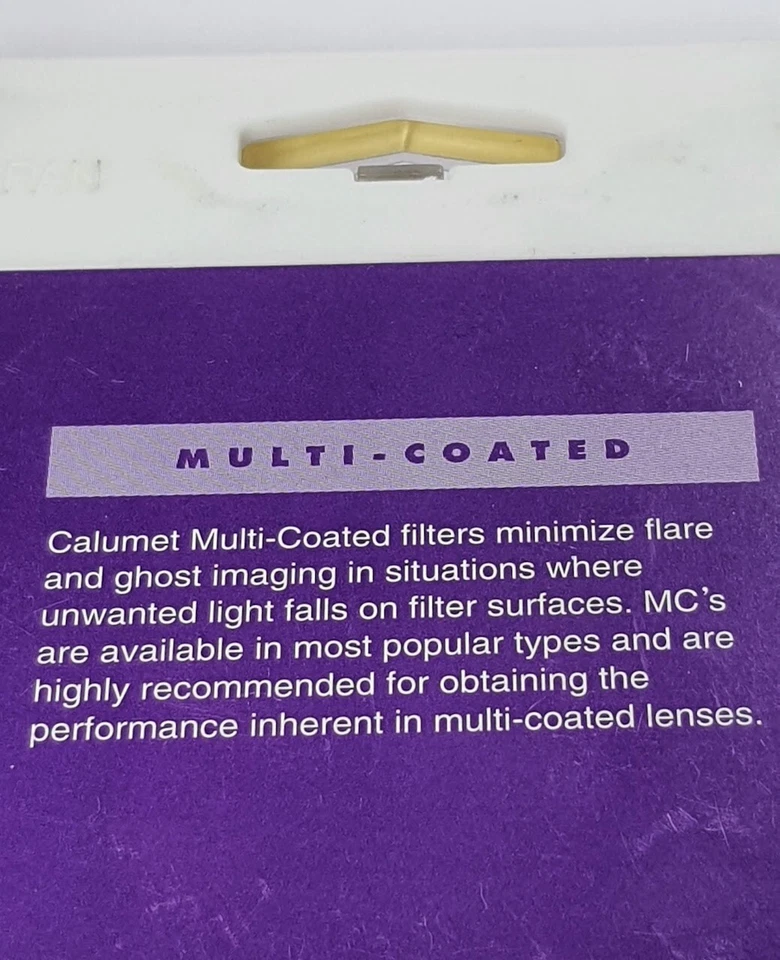 MULTI-COATED
Calumet Multi-Coated filters minimize flare
and ghost imaging in situations where
unwanted light falls on filter surfaces. MC's
are available in most popular types and are
highly recommended for obtaining the
performance inherent in multi-coated lenses.